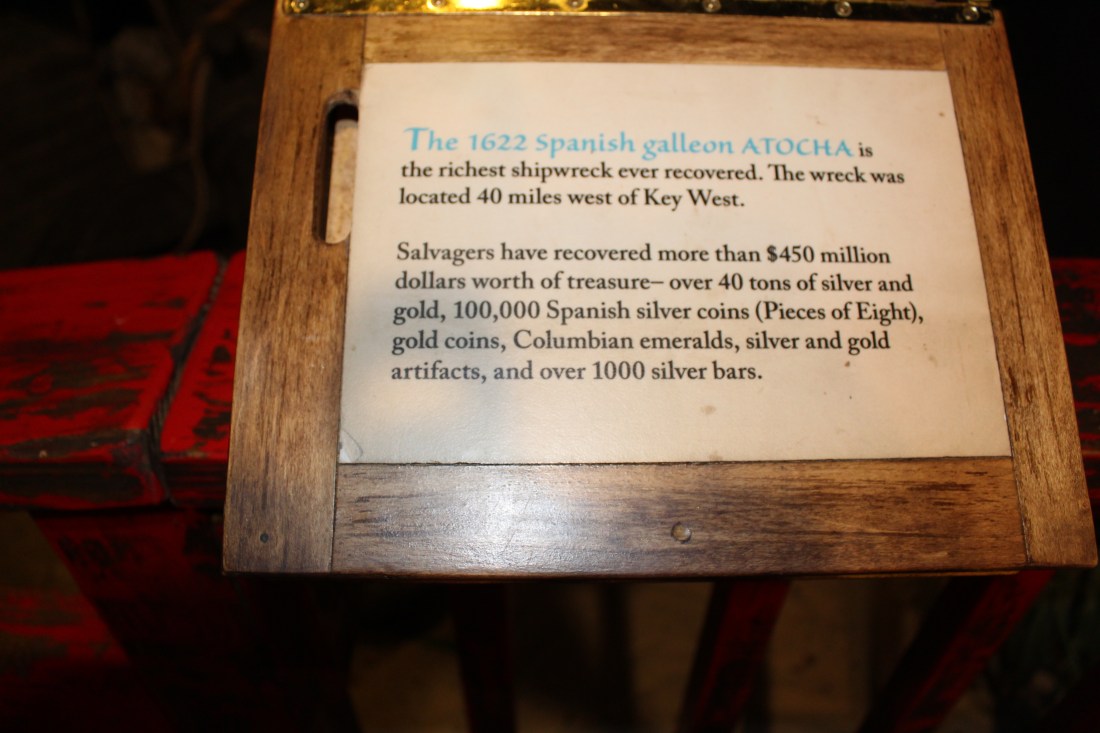 The 1622 Spanish galleon ATOCHA is
the richest shipwreck ever recovered. The wreck was
located 40 miles west of Key West.
Salvagers have recovered more than $450 million
dollars worth of treasure– over 40 tons of silver and
gold, 100,000 Spanish silver coins (Pieces of Eight),
gold coins, Columbian emeralds, silver and gold
artifacts, and over 1000 silver bars.